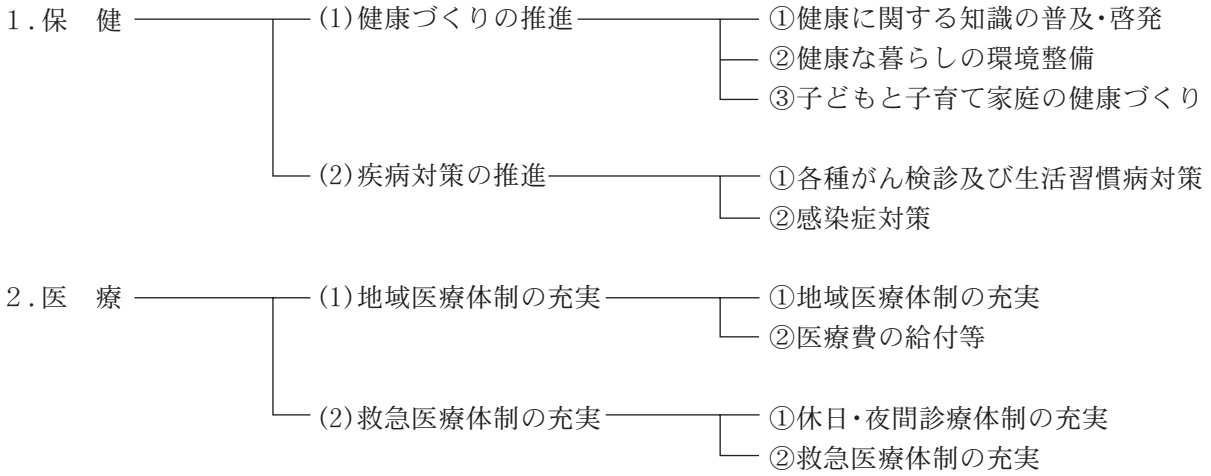 1.保　健 (1)健康づくりの推進 ①健康に関する知識の普及・啓発
②健康な暮らしの環境整備
③子どもと子育て家庭の健康づくり
(2)疾病対策の推進 ①各種がん検診及び生活習慣病対策
②感染症対策
2.医　療 (1)地域医療体制の充実 ①地域医療体制の充実
②医療費の給付等
(2)救急医療体制の充実 ①休日・夜間診療体制の充実
②救急医療体制の充実